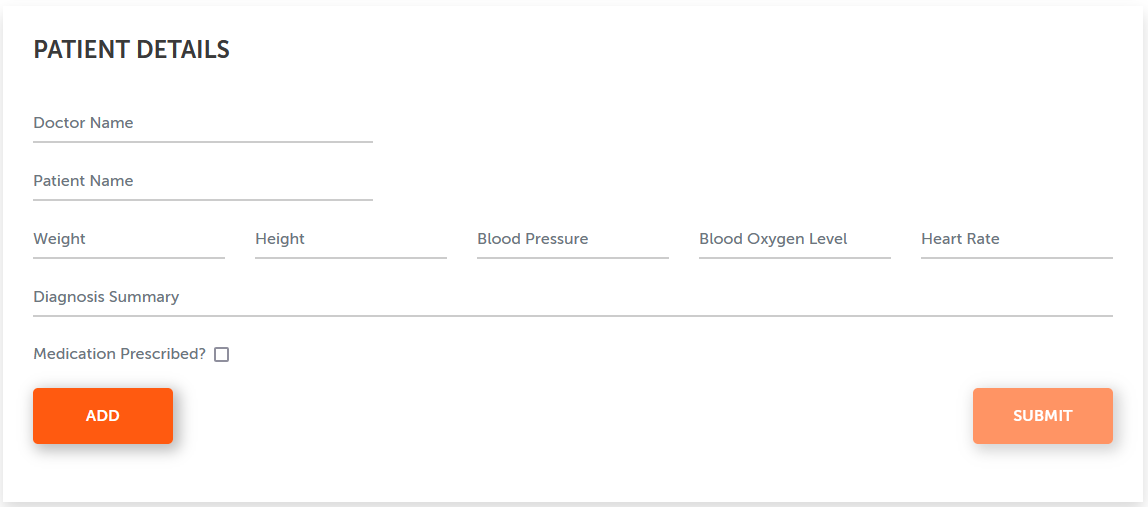 PATIENT DETAILS
Doctor Name
Patient Name
Weight Height Blood Pressure Blood Oxygen Level Heart Rate
Diagnosis Summary
Medication Prescribed?
ADD SUBMIT